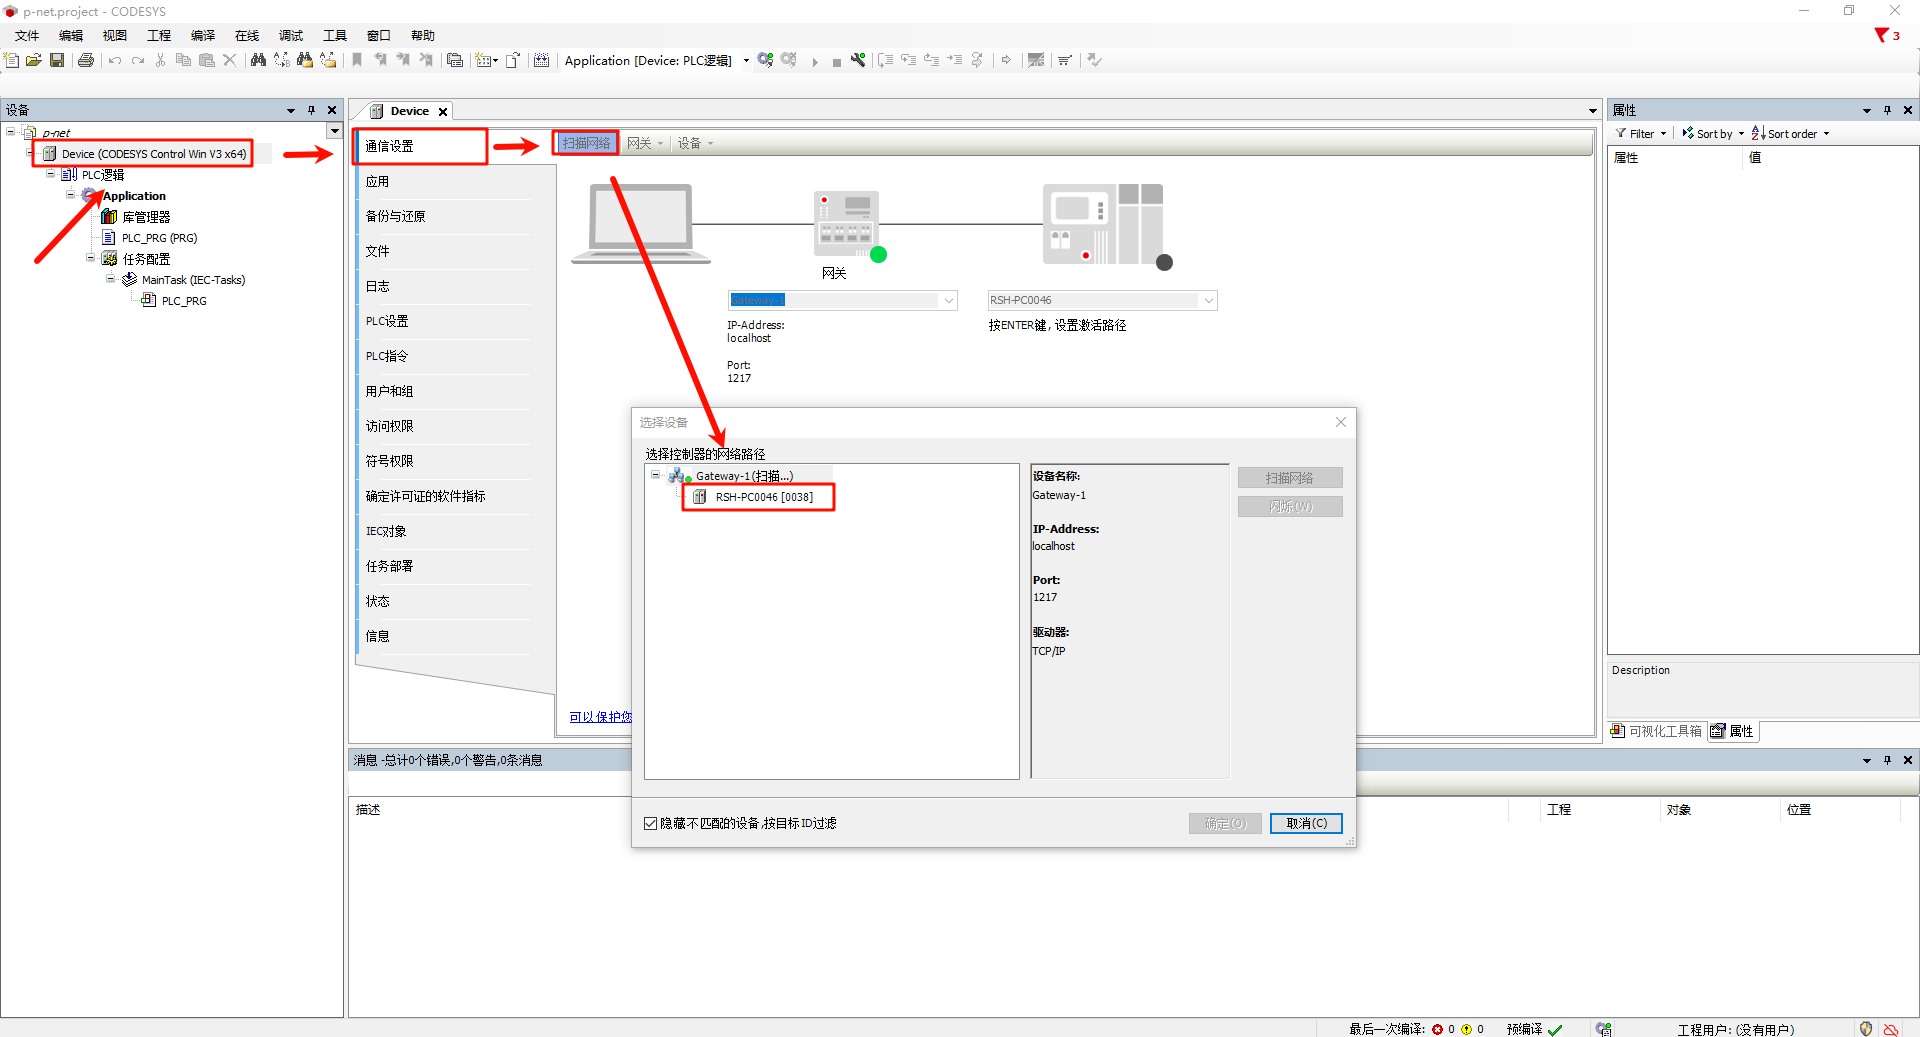 p-net.project - CODESYS
文件 编辑 视图 工程 编译 在线 调试 工具 窗口 帮助
3
Application [Device: PLC逻辑]
设备
p-net
Device (CODESYS Control Win V3 x64)
PLC逻辑
Application
库管理器
PLC_PRG (PRG)
任务配置
MainTask (IEC-Tasks)
PLC_PRG
Device
通信设置
应用
备份与还原
文件
日志
PLC设置
PLC指令
用户和组
访问权限
符号权限
确定许可证的软件指标
IEC对象
任务部署
状态
信息
扫描网络 网关 设备
网关
Gateway-1
IP-Address:
localhost
Port:
1217
RSH-PC0046
按ENTER键, 设置激活路径
可以保护您
选择设备
选择控制器的网络路径
Gateway-1(扫描...)
RSH-PC0046 [0038]
设备名称:
Gateway-1
IP-Address:
localhost
Port:
1217
驱动器:
TCP/IP
扫描网络
闪烁(W)
隐藏不匹配的设备,按目标ID过滤
确定(O)
取消(C)
属性
Filter Sort by Sort order
属性 值
Description
可视化工具箱 属性
消息 -总计0个错误,0个警告,0条消息
描述 工程 对象 位置
最后一次编译: 0 0 预编译 工程用户: (没有用户)